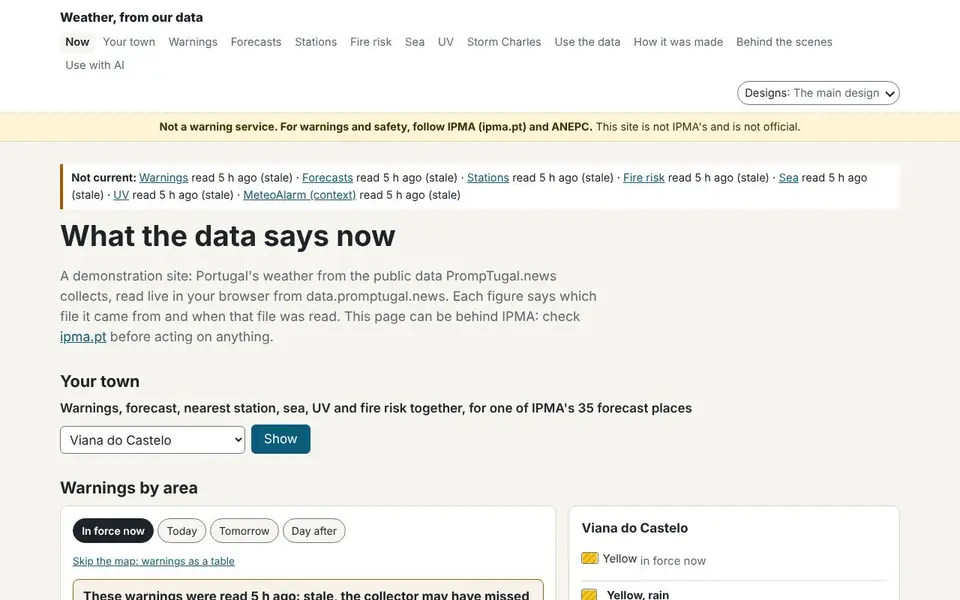 Weather, from our data
Now Your town Warnings Forecasts Stations Fire risk Sea UV Storm Charles Use the data How it was made Behind the scenes
Use with AI
Designs: The main design
Not a warning service. For warnings and safety, follow IPMA (ipma.pt) and ANEPC. This site is not IPMA's and is not official.
Not current: Warnings read 5 h ago (stale) · Forecasts read 5 h ago (stale) · Stations read 5 h ago (stale) · Fire risk read 5 h ago (stale) · Sea read 5 h ago
(stale) · UV read 5 h ago (stale) · MeteoAlarm (context) read 5 h ago (stale)
What the data says now
A demonstration site: Portugal's weather from the public data PrompTugal.news
collects, read live in your browser from data.promptugal.news. Each figure says which
file it came from and when that file was read. This page can be behind IPMA: check
ipma.pt before acting on anything.
Your town
Warnings, forecast, nearest station, sea, UV and fire risk together, for one of IPMA's 35 forecast places
Viana do Castelo Show
Warnings by area
In force now Today Tomorrow Day after
Skip the map: warnings as a table
These warnings were read 5 h ago: stale, the collector may have missed
Viana do Castelo
Yellow in force now
Yellow, rain